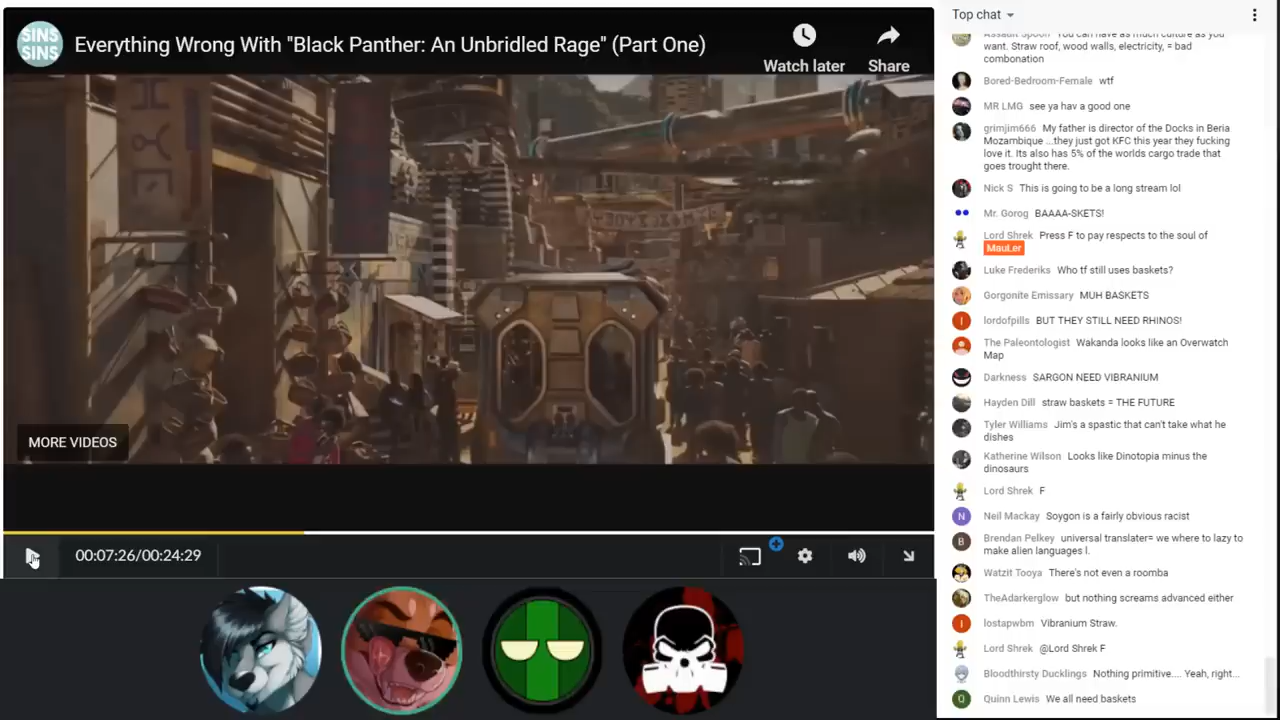 SINS
SINS
Everything Wrong With "Black Panther: An Unbridled Rage" (Part One)
Watch later
Share
MORE VIDEOS
00:07:26/00:24:29
Top chat
Assault Spoon You can have as much culture as you
want. Straw roof, wood walls, electricity, = bad
combonation
Bored-Bedroom-Female wtf
MR LMG see ya hav a good one
grimjim666 My father is director of the Docks in Beria
Mozambique ...they just got KFC this year they fucking
love it. Its also has 5% of the worlds cargo trade that
goes trought there.
Nick S This is going to be a long stream lol
Mr. Gorog BAAAA-SKETS!
Lord Shrek Press F to pay respects to the soul of
MauLer
Luke Frederiks Who tf still uses baskets?
Gorgonite Emissary MUH BASKETS
I
lordofpills BUT THEY STILL NEED RHINOS!
The Paleontologist Wakanda looks like an Overwatch
Map
Darkness SARGON NEED VIBRANIUM
Hayden Dill straw baskets = THE FUTURE
Tyler Williams Jim's a spastic that can't take what he
dishes
Katherine Wilson Looks like Dinotopia minus the
dinosaurs
Lord Shrek F
N
Neil Mackay Soygon is a fairly obvious racist
B
Brendan Pelkey universal translater= we where to lazy to
make alien languages l.
Watzit Tooya There's not even a roomba
TheAdarkerglow but nothing screams advanced either
I
lostapwbm Vibranium Straw.
Lord Shrek @Lord Shrek F
Bloodthirsty Ducklings Nothing primitive.... Yeah, right...
Q
Quinn Lewis We all need baskets